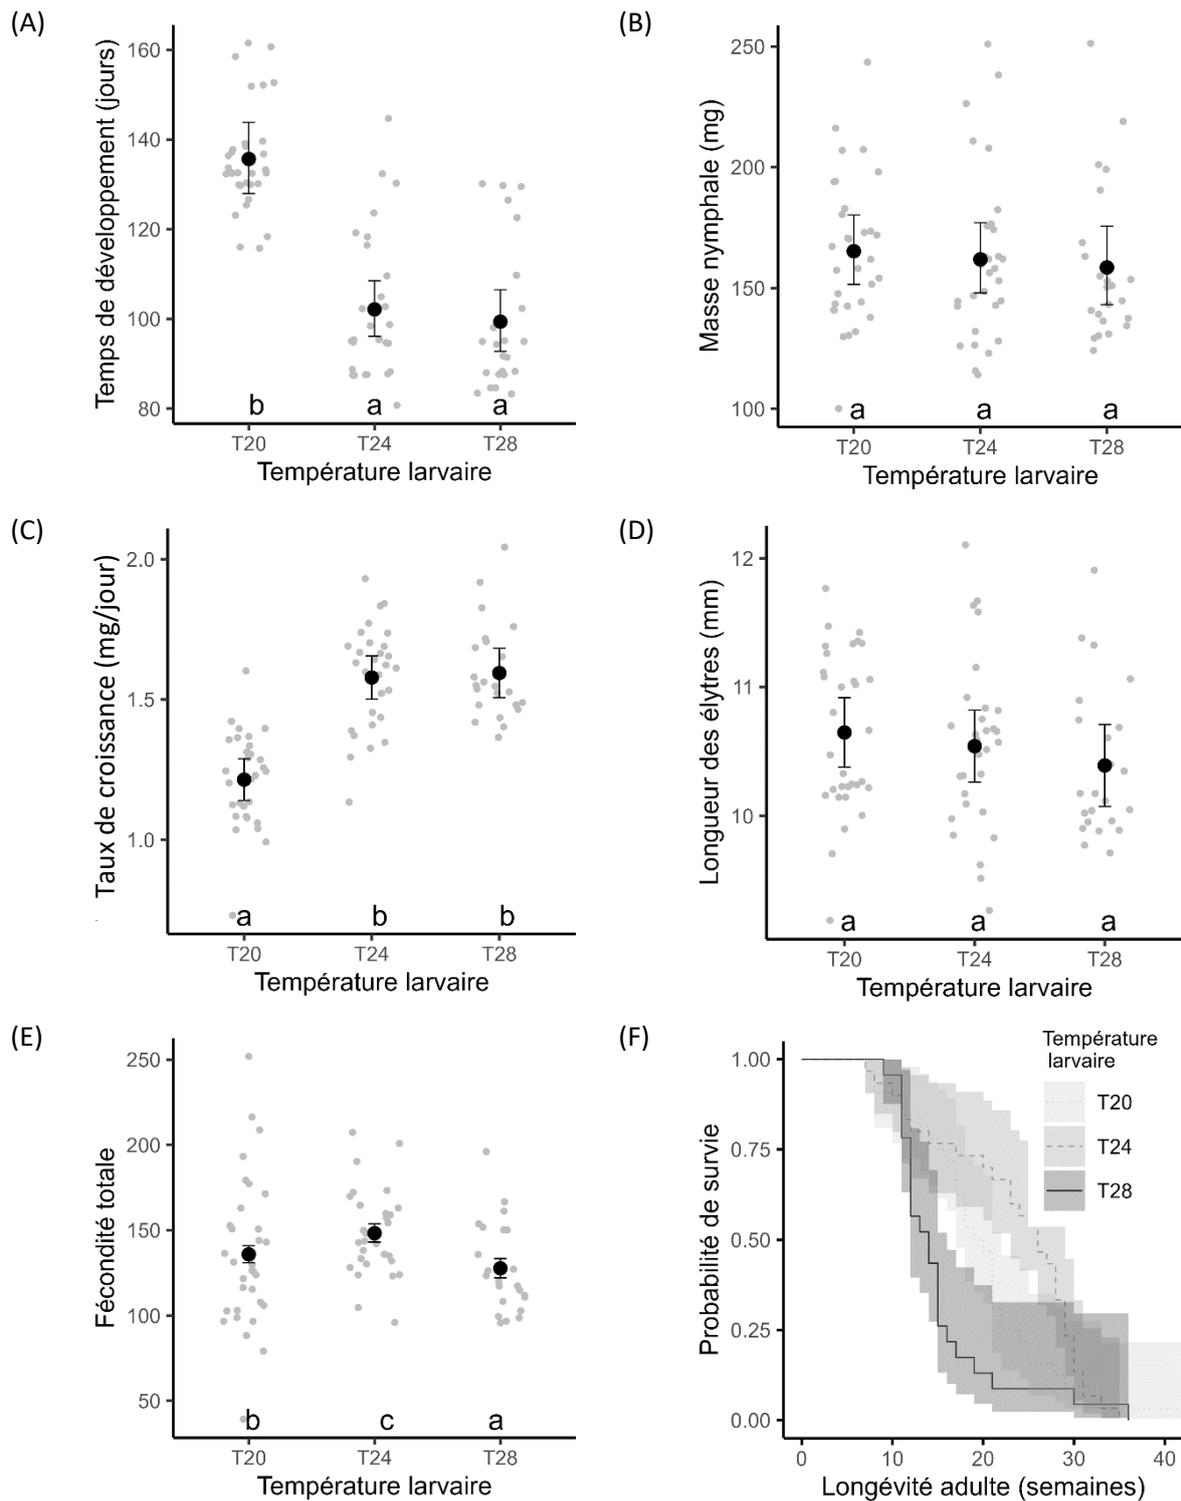 (A)
Temps de développement (jours)
160
140
120
100
80
b
a
a
T20
T24
T28
Température larvaire
(B)
Masse nymphale (mg)
250
200
150
100
a
a
a
T20
T24
T28
Température larvaire
(C)
Taux de croissance (mg/jour)
2.0
1.5
1.0
a
b
b
T20
T24
T28
Température larvaire
(D)
Longueur des élytres (mm)
12
11
10
a
a
a
T20
T24
T28
Température larvaire
(E)
Fécondité totale
250
200
150
100
50
b
c
a
T20
T24
T28
Température larvaire
(F)
Probabilité de survie
1.00
0.75
0.50
0.25
0.00
Température
larvaire
T20
T24
T28
0
10
20
30
40
Longévité adulte (semaines)